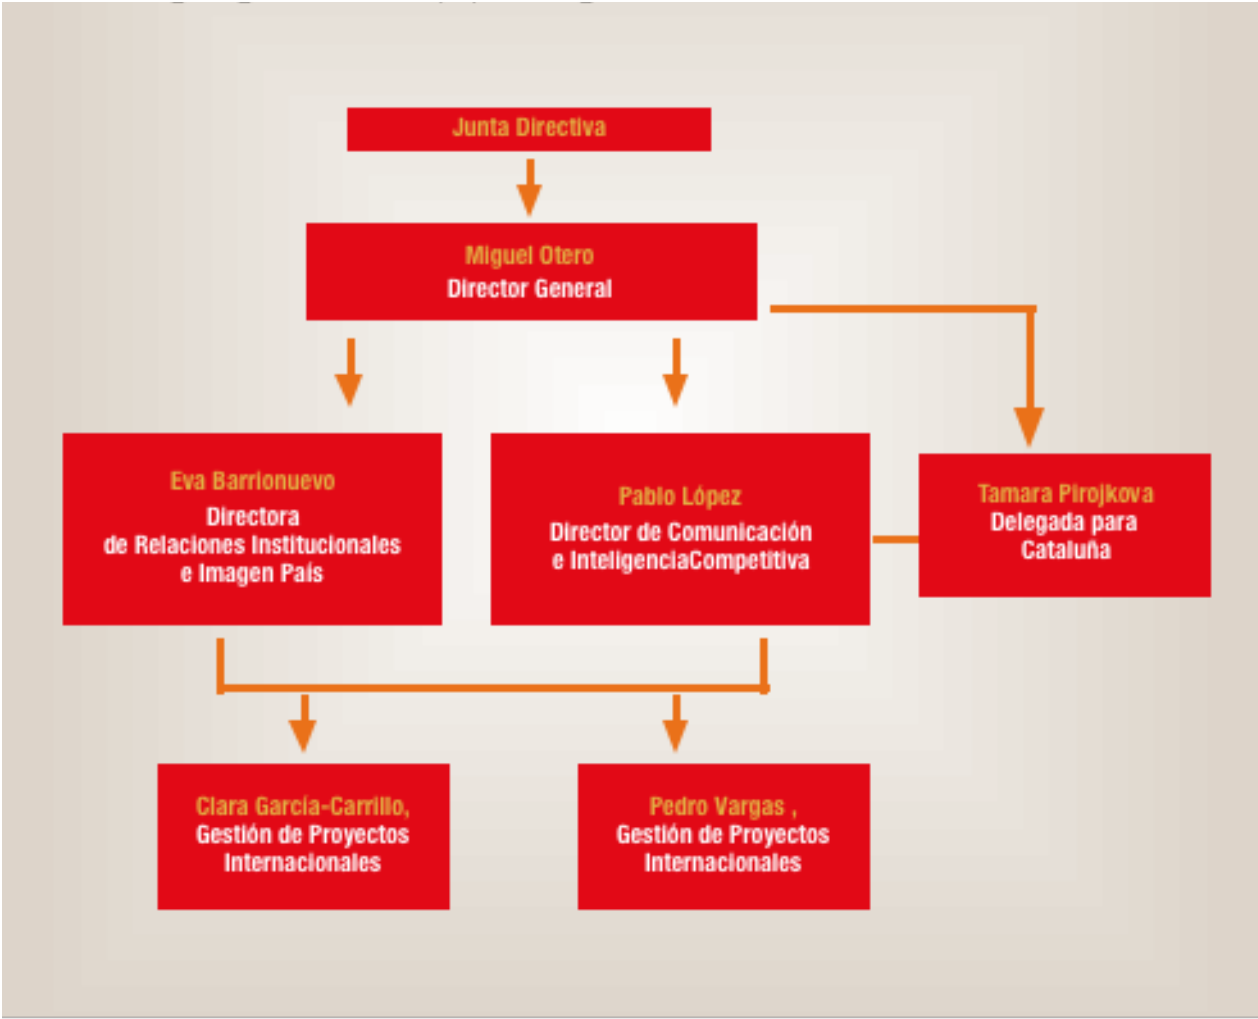 Junta Directiva
Miguel Otero
Director General
Eva Barrionuevo
Directora
de Relaciones Institucionales
e Imagen País
Pablo López
Director de Comunicación
e InteligenciaCompetitiva
Tamara Pirojkova
Delegada para
Cataluña
Clara García-Carrillo,
Gestión de Proyectos
Internacionales
Pedro Vargas ,
Gestión de Proyectos
Internacionales